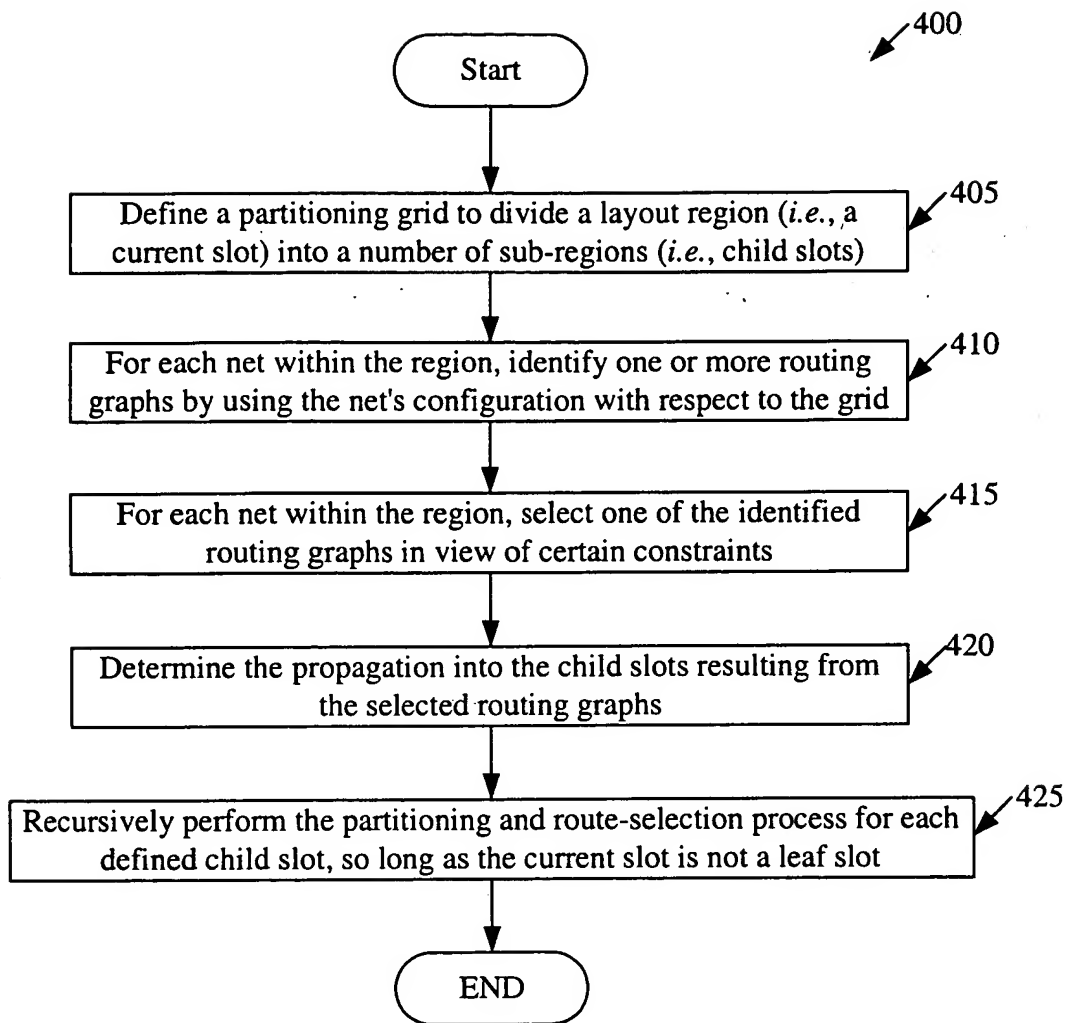 400
Start
405
Define a partitioning grid to divide a layout region (i.e., a
current slot) into a number of sub-regions (i.e., child slots)
410
For each net within the region, identify one or more routing
graphs by using the net's configuration with respect to the grid
415
For each net within the region, select one of the identified
routing graphs in view of certain constraints
420
Determine the propagation into the child slots resulting from
the selected routing graphs
425
Recursively perform the partitioning and route-selection process for each
defined child slot, so long as the current slot is not a leaf slot
END